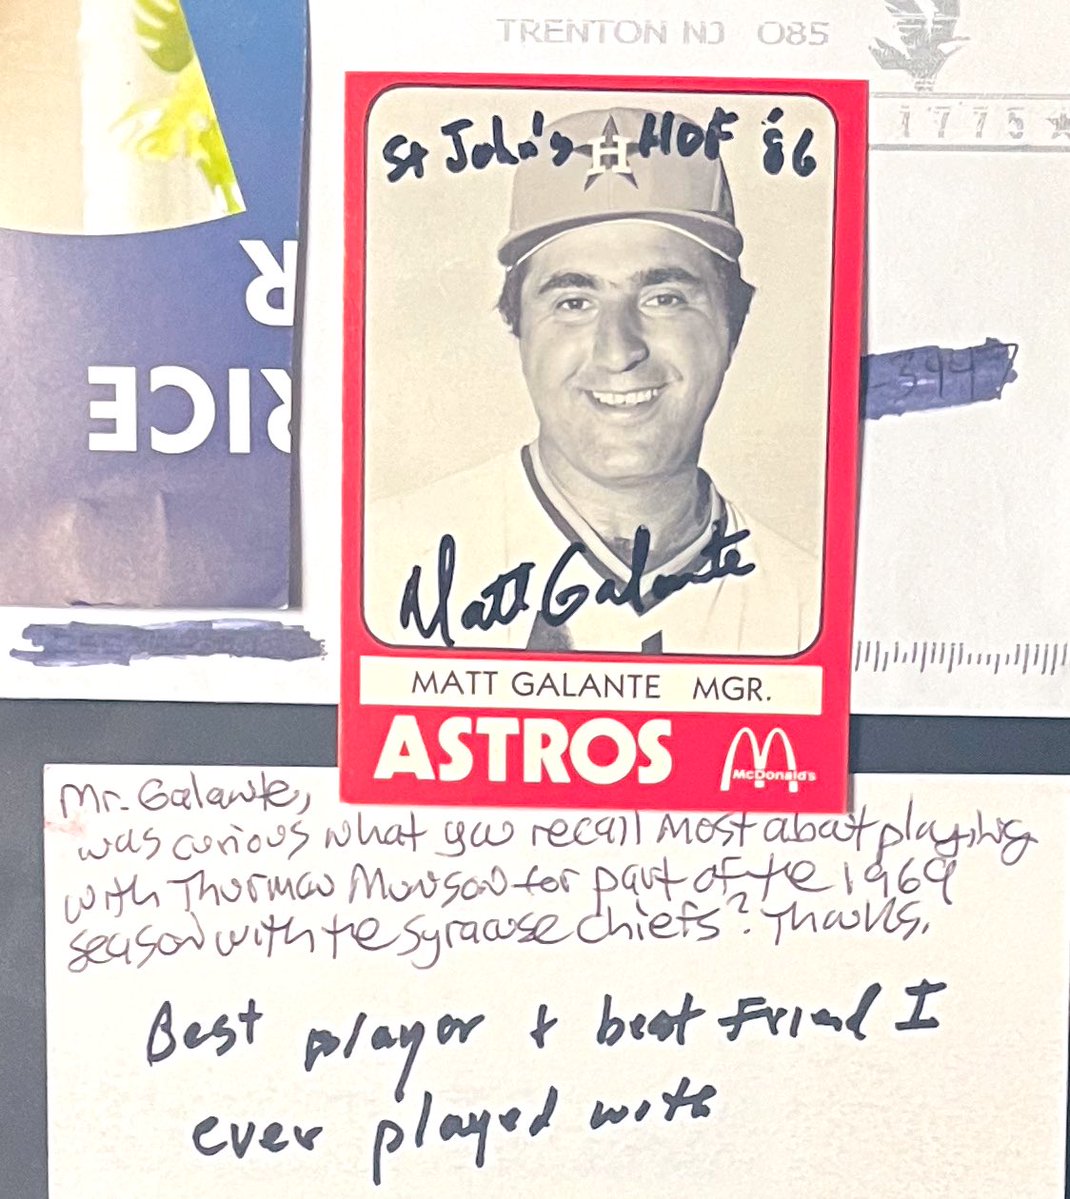 TRENTON NJ 085
1775
St John's HOF '86
Matt Galante
MATT GALANTE MGR.
ASTROS
McDonald's
RICE
R
Mr. Galante,
was curious what you recall most about playing
with Thurman Munson for part of the 1969
season with the Syracuse Chiefs? Thanks.
Best player + best Friend I
ever played with